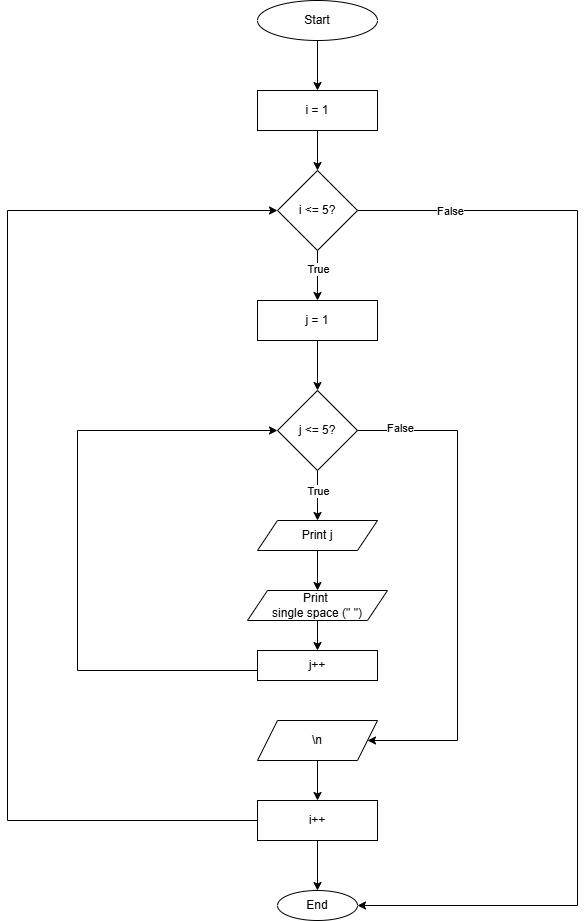 Start
i = 1
i <= 5?
False
True
j = 1
j <= 5?
False
True
Print j
Print
single space (" ")
j++
\n
i++
End